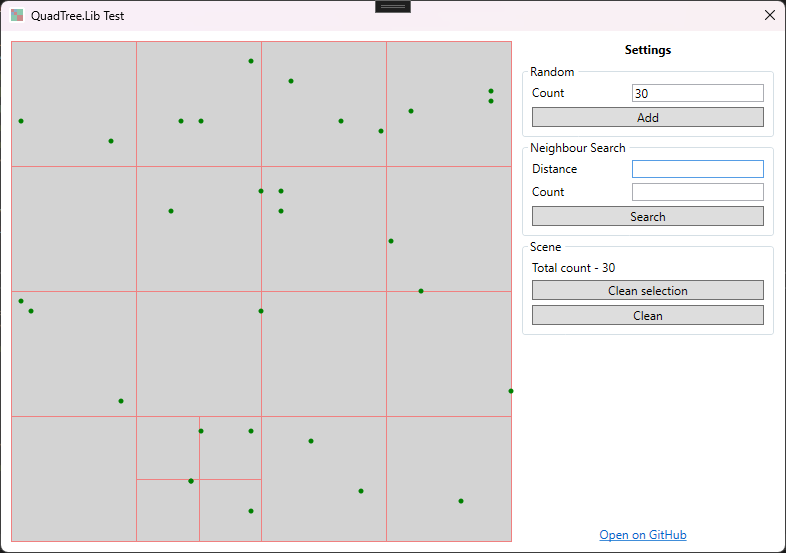 QuadTree.Lib Test
Settings
Random
Count 30
Add
Neighbour Search
Distance
Count
Search
Scene
Total count - 30
Clean selection
Clean
Open on GitHub